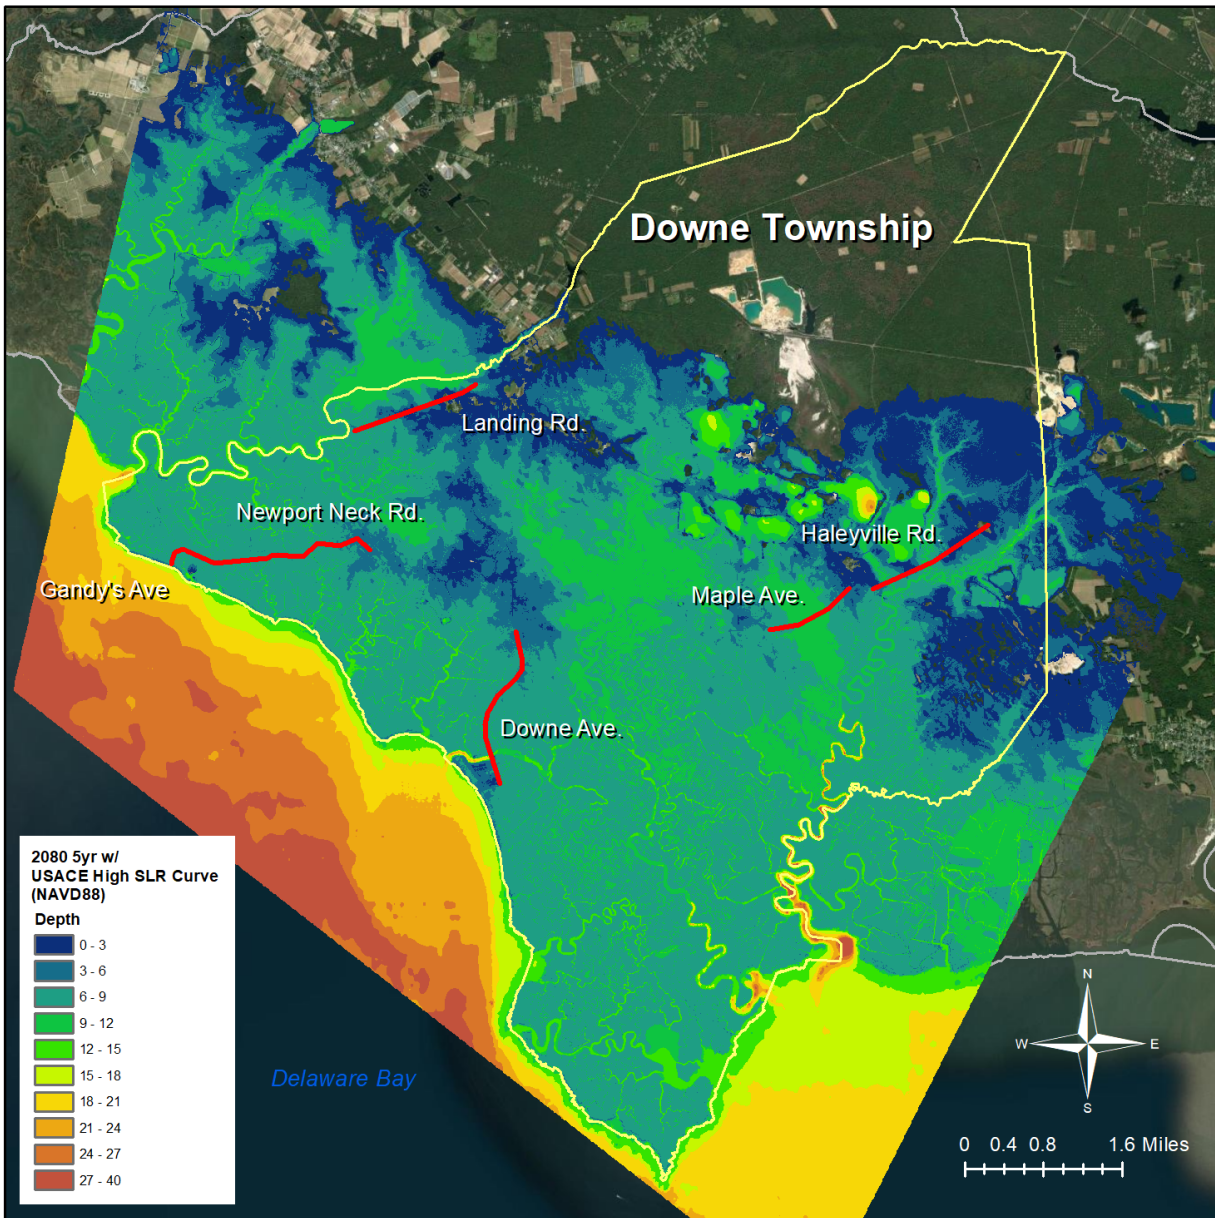 Downe Township
Landing Rd.
Newport Neck Rd.
Haleyville Rd.
Gandy's Ave
Maple Ave.
Downe Ave.
2080 5yr w/
USACE High SLR Curve
(NAVD88)
Depth
0 - 3
3 - 6
6 - 9
9 - 12
12 - 15
15 - 18
18 - 21
21 - 24
24 - 27
27 - 40
Delaware Bay
N
W E
S
0 0.4 0.8 1.6 Miles